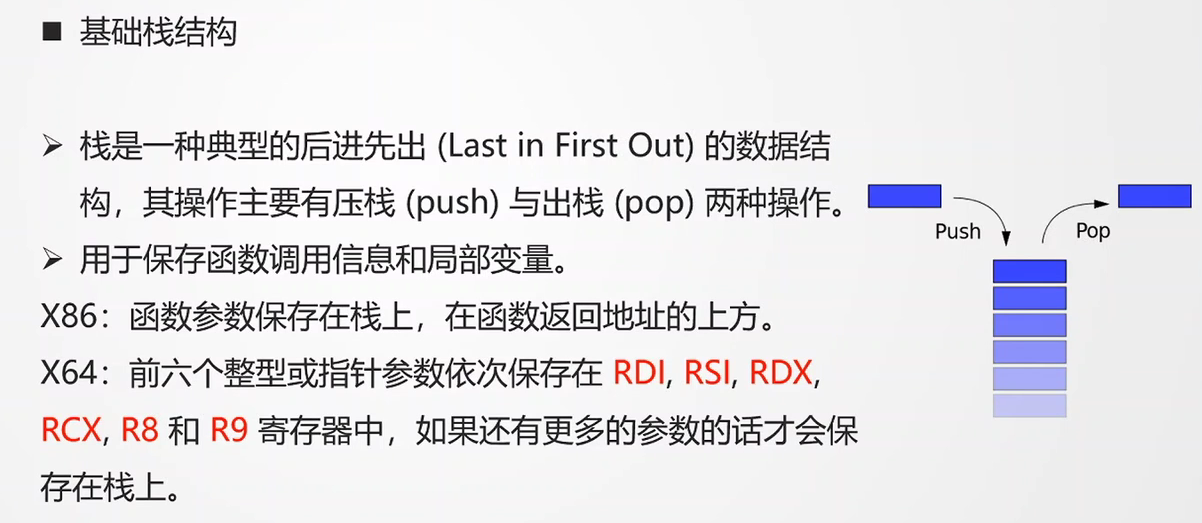 ■ 基础栈结构
➢ 栈是一种典型的后进先出 (Last in First Out) 的数据结
构，其操作主要有压栈 (push) 与出栈 (pop) 两种操作。
➢ 用于保存函数调用信息和局部变量。
X86：函数参数保存在栈上，在函数返回地址的上方。
X64：前六个整型或指针参数依次保存在 RDI, RSI, RDX,
RCX, R8 和 R9 寄存器中，如果还有更多的参数的话才会保
存在栈上。
Push
Pop